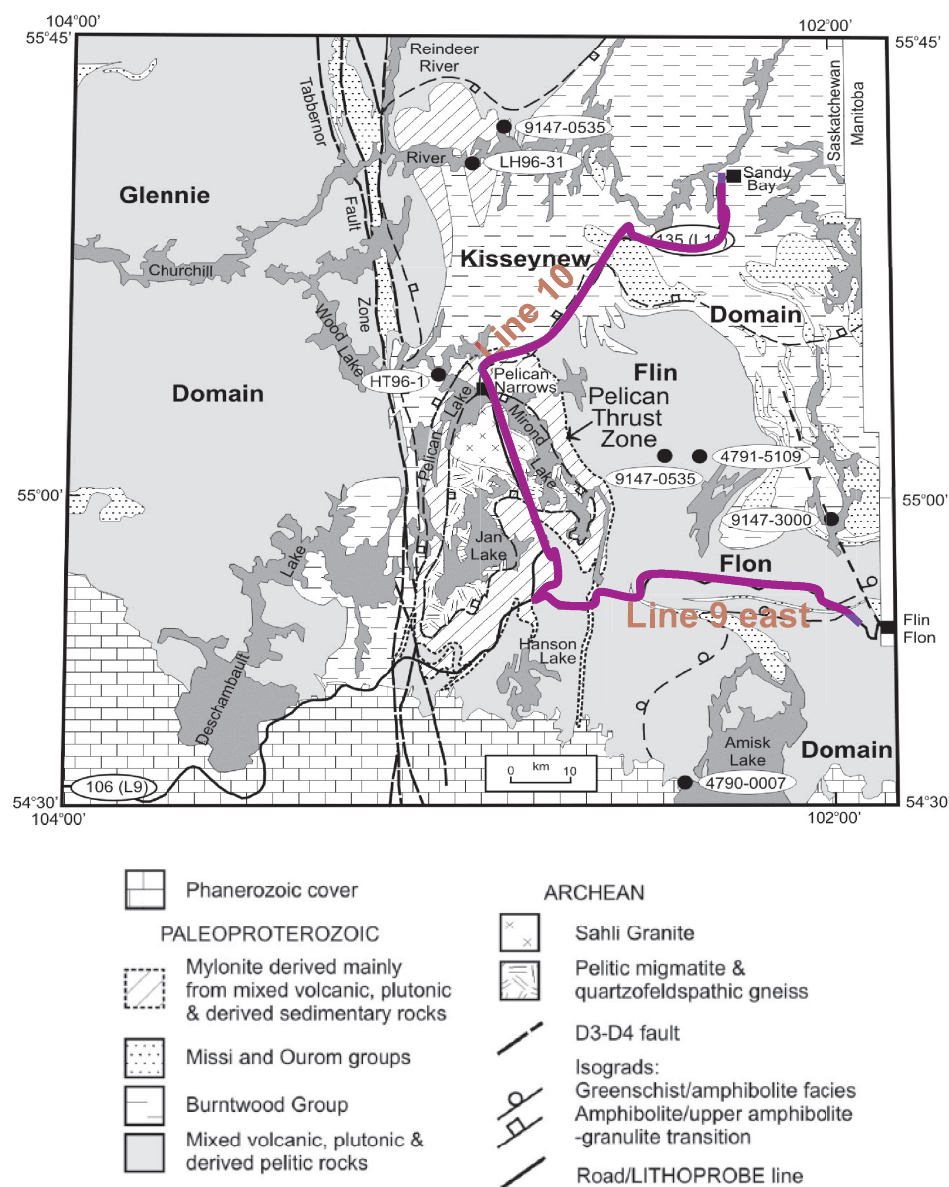 104°00’
102°00’
55°45’
55°45’
Reindeer
River
Saskatchewan
Manitoba
Tabbernor
9147-0535
River
LH96-31
Sandy
Bay
Glennie
Fault
135 (L10)
Kisseynew
Churchill
Line 10
Zone
Wood Lake
Domain
HT96-1
Pelican
Narrows
Flin
Domain
Pelican
Thrust
Zone
Pelican
Lake
Mirond
Lake
4791-5109
9147-0535
55°00’
55°00’
9147-3000
Jan
Lake
Flon
Lake
Line 9 east
Flin
Flon
Hanson
Lake
Deschambault
Amisk
Lake
Domain
0 km 10
106 (L9)
4790-0007
54°30’
54°30’
104°00’
102°00’
Phanerozoic cover
PALEOPROTEROZOIC
Mylonite derived mainly
from mixed volcanic, plutonic
& derived sedimentary rocks
Missi and Ourom groups
Burntwood Group
Mixed volcanic, plutonic &
derived pelitic rocks
ARCHEAN
Sahli Granite
Pelitic migmatite &
quartzofeldspathic gneiss
D3-D4 fault
Isograds:
Greenschist/amphibolite facies
Amphibolite/upper amphibolite
-granulite transition
Road/LITHOPROBE line